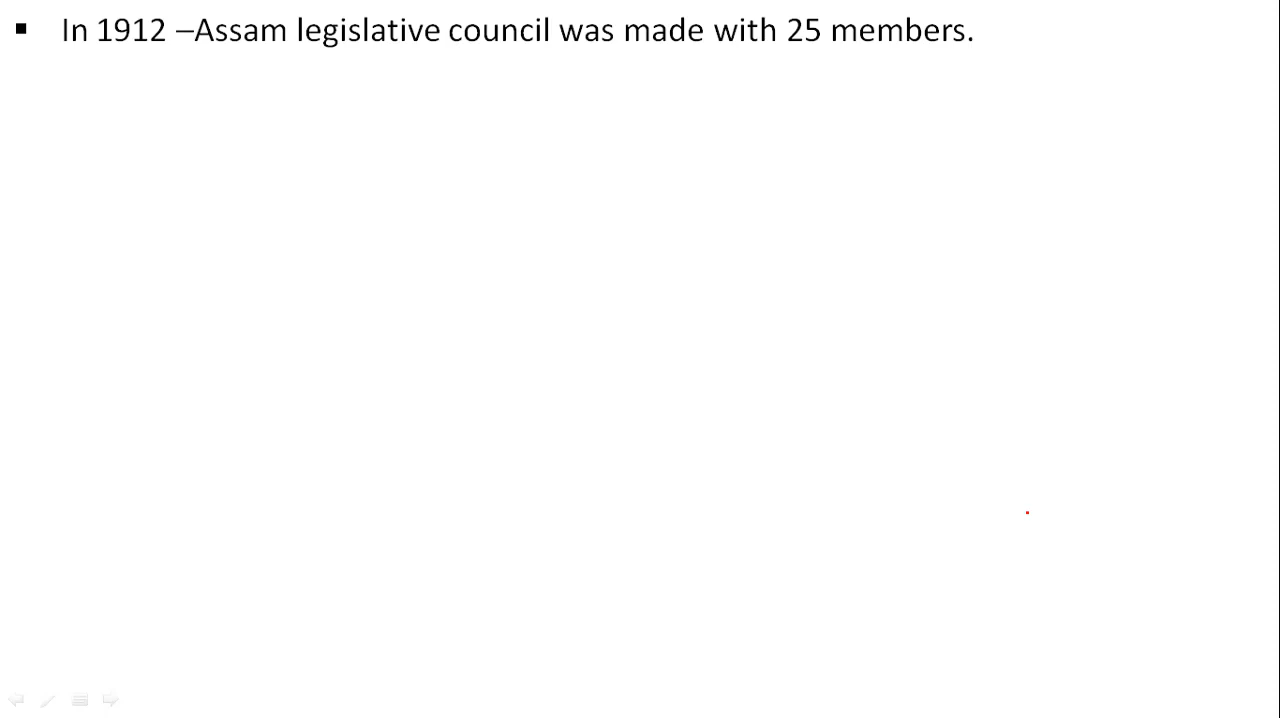 ▪ In 1912 –Assam legislative council was made with 25 members.